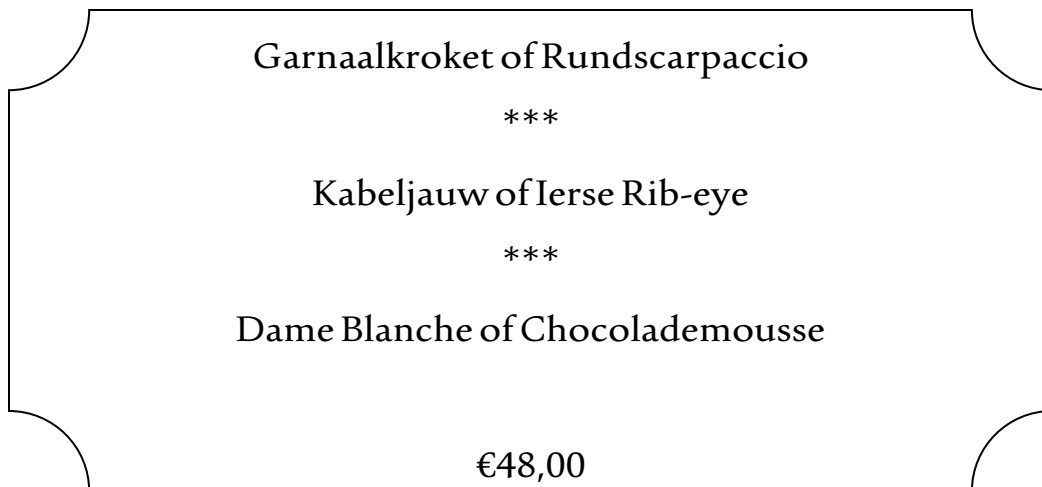 Garnaalkroket of Rundscarpaccio
***
Kabeljauw of Ierse Rib-eye
***
Dame Blanche of Chocolademousse
€48,00